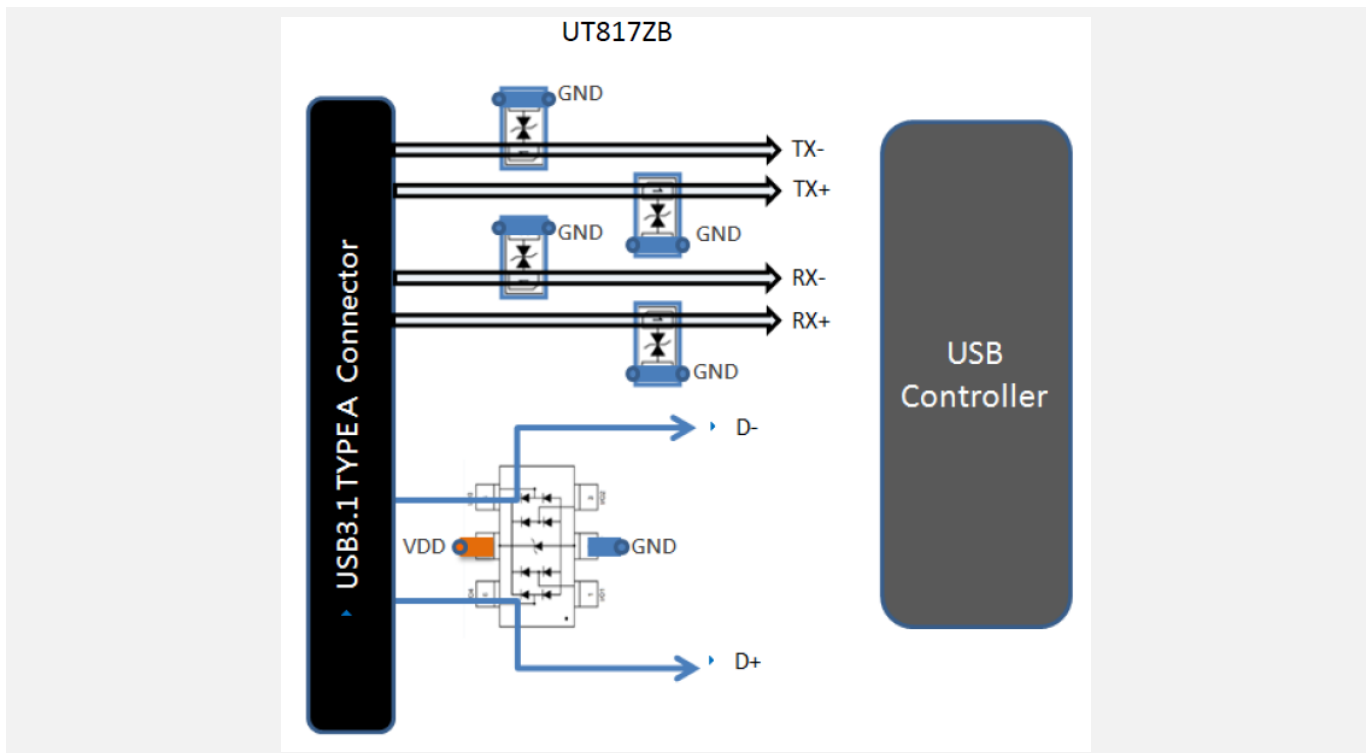 UT817ZB
GND
TX-
TX+
GND
GND
RX-
RX+
GND
USB3.1 TYPE A Connector
USB
Controller
D-
VDD
GND
D+